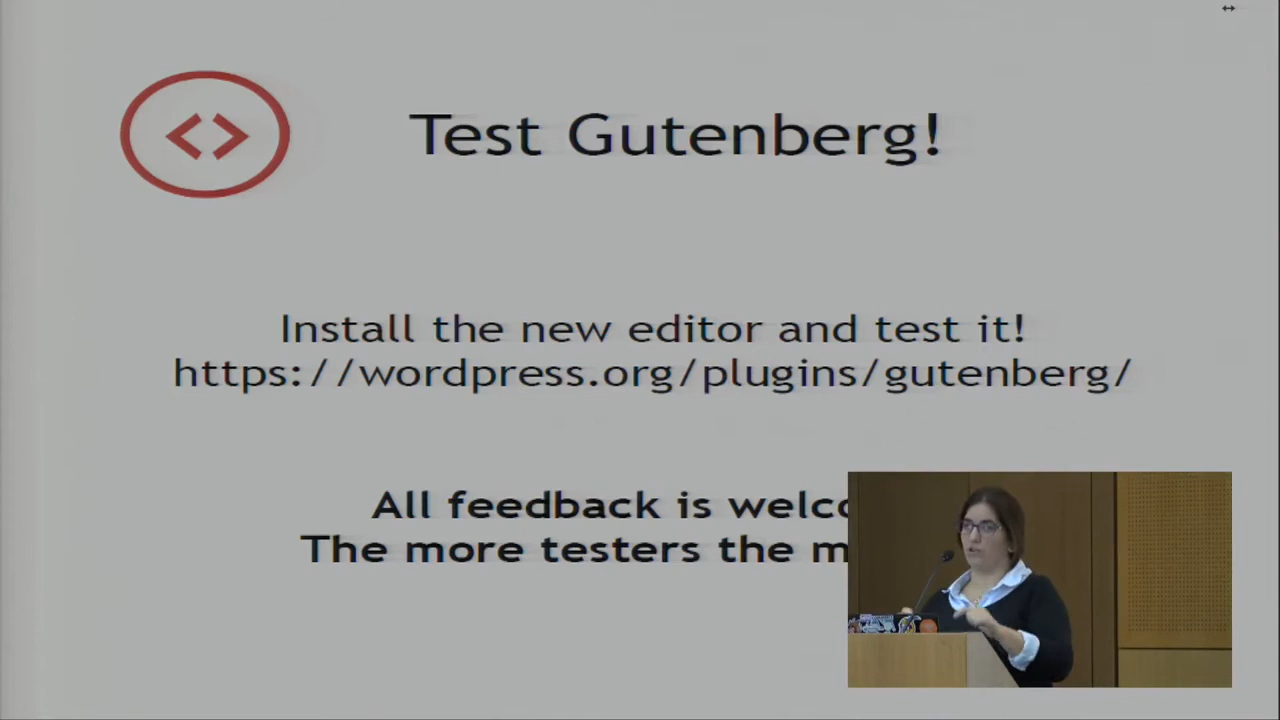 <>
Test Gutenberg!
Install the new editor and test it!
https://wordpress.org/plugins/gutenberg/
All feedback is
The more testers the